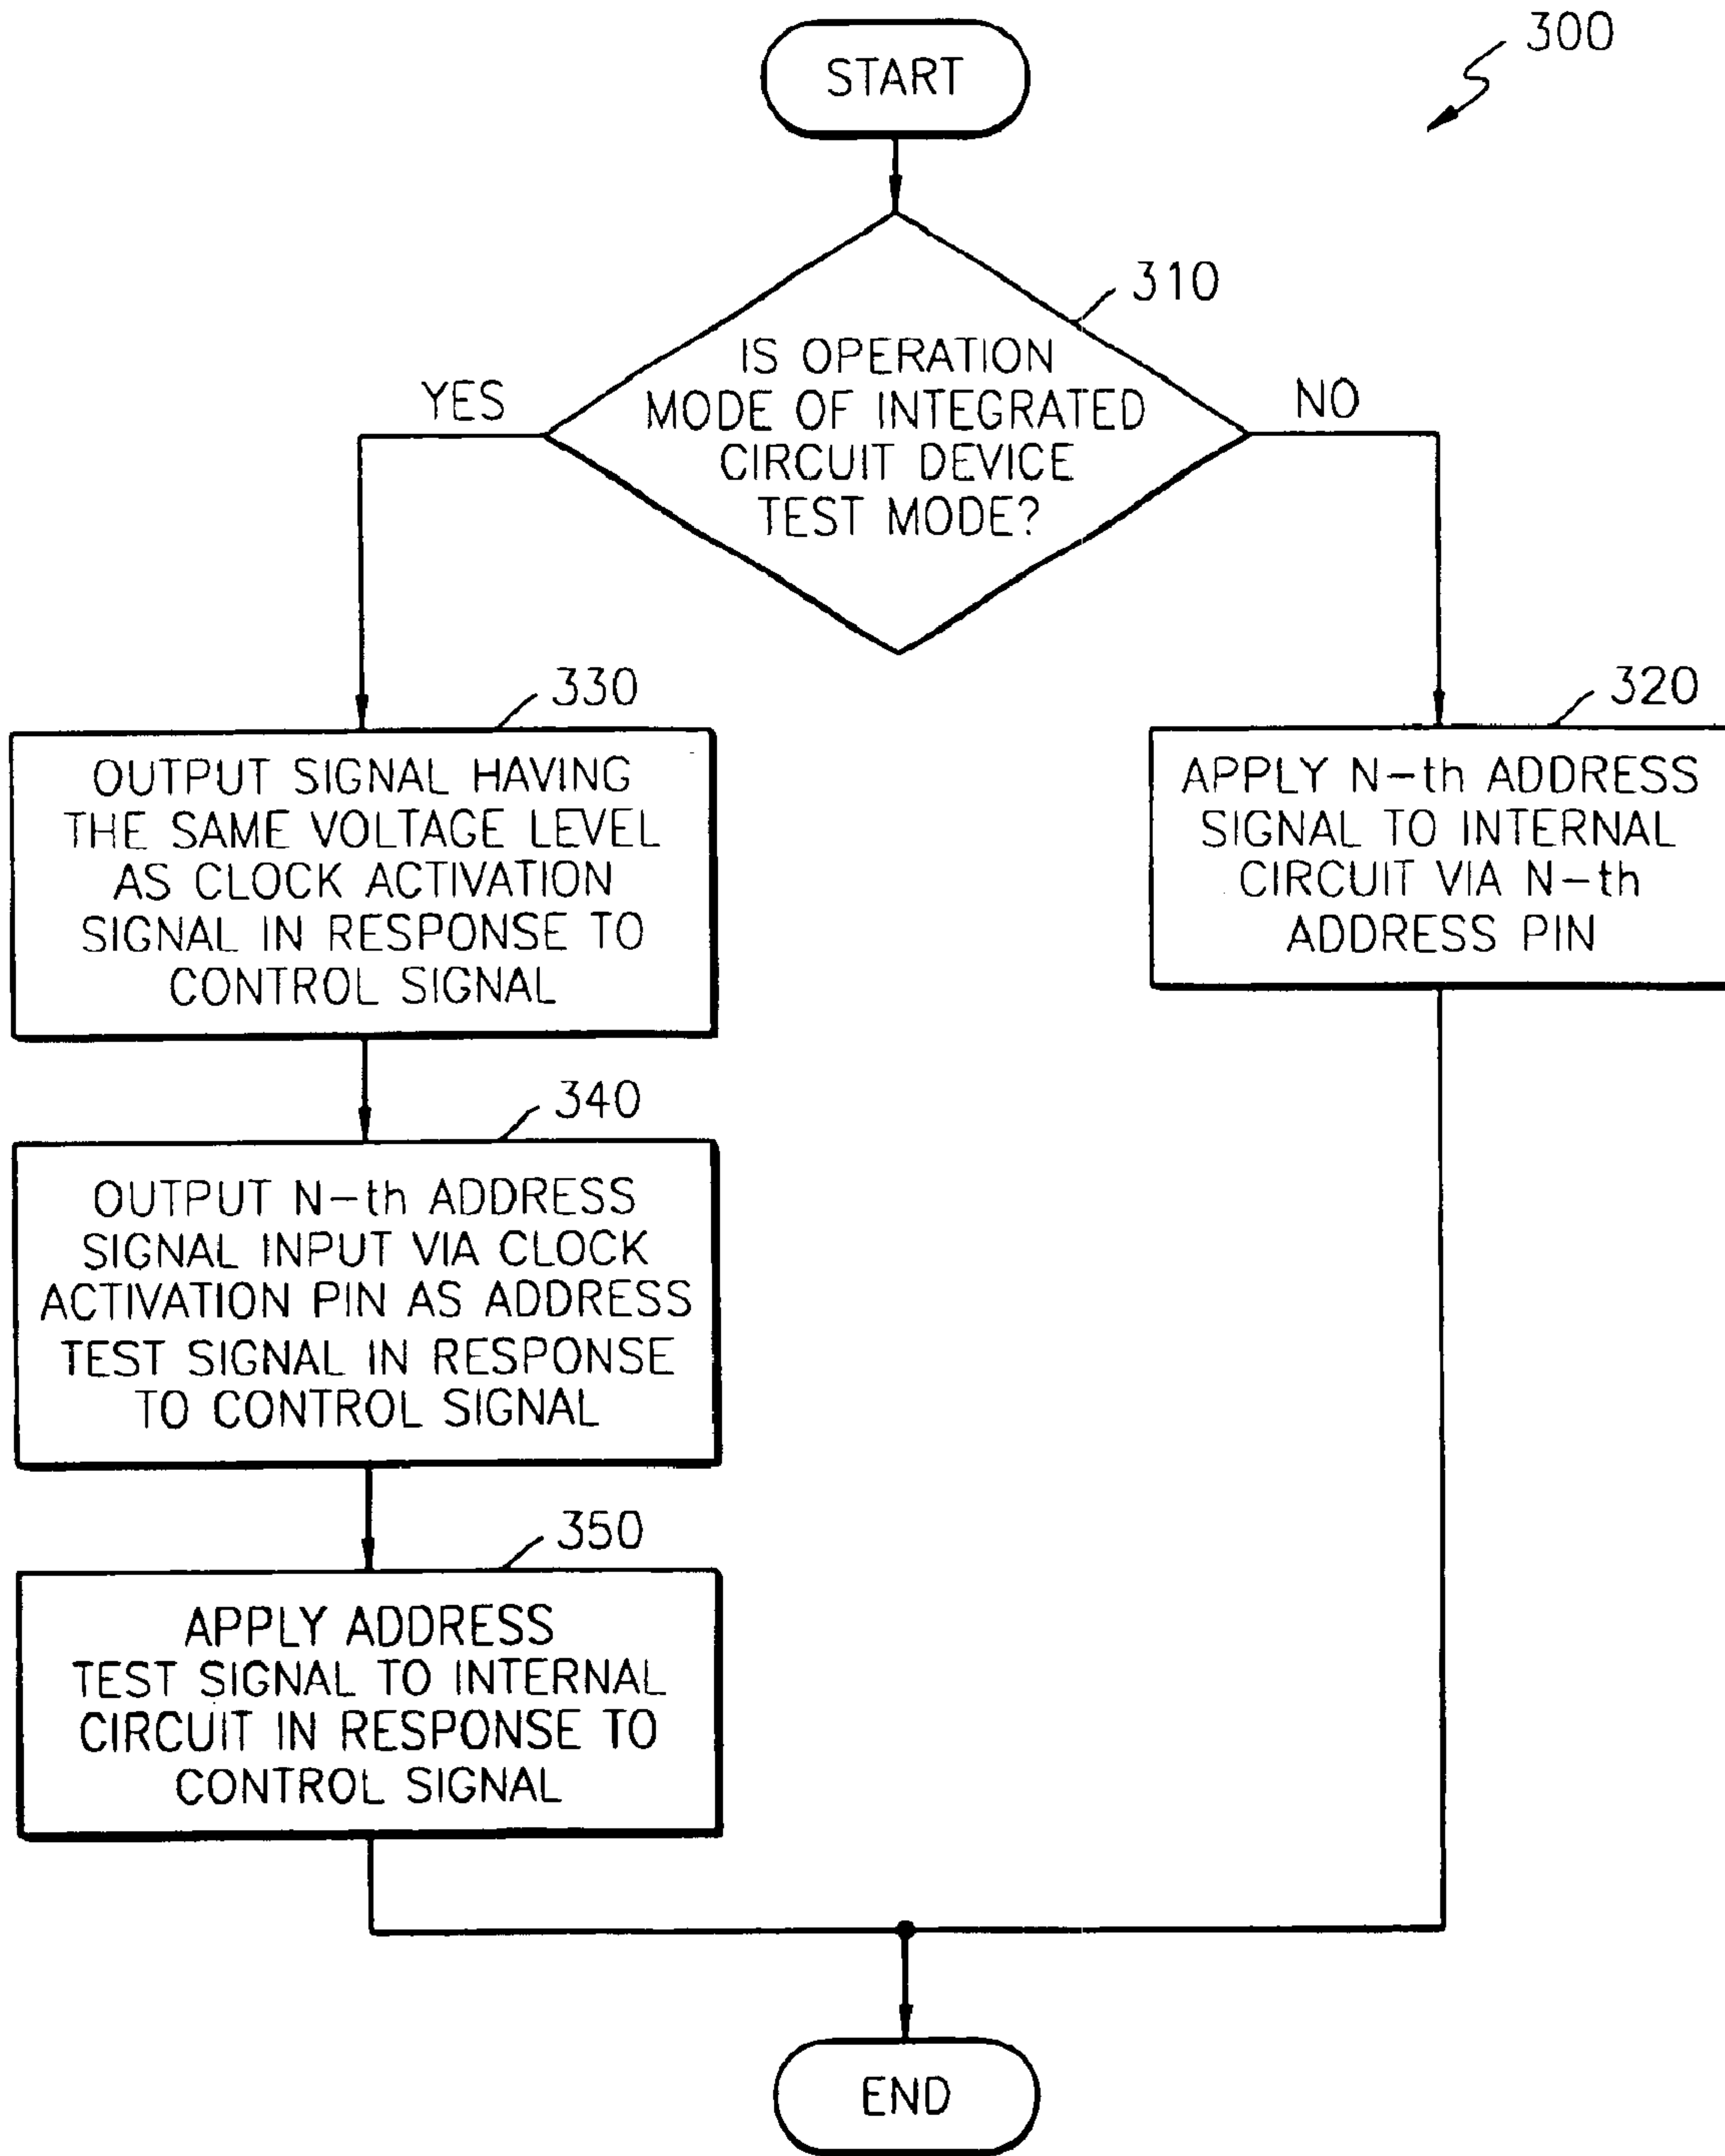 300
START
310
IS OPERATION
MODE OF INTEGRATED
CIRCUIT DEVICE
TEST MODE?
YES
NO
330
OUTPUT SIGNAL HAVING
THE SAME VOLTAGE LEVEL
AS CLOCK ACTIVATION
SIGNAL IN RESPONSE TO
CONTROL SIGNAL
320
APPLY N-th ADDRESS
SIGNAL TO INTERNAL
CIRCUIT VIA N-th
ADDRESS PIN
340
OUTPUT N-th ADDRESS
SIGNAL INPUT VIA CLOCK
ACTIVATION PIN AS ADDRESS
TEST SIGNAL IN RESPONSE
TO CONTROL SIGNAL
350
APPLY ADDRESS
TEST SIGNAL TO INTERNAL
CIRCUIT IN RESPONSE TO
CONTROL SIGNAL
END